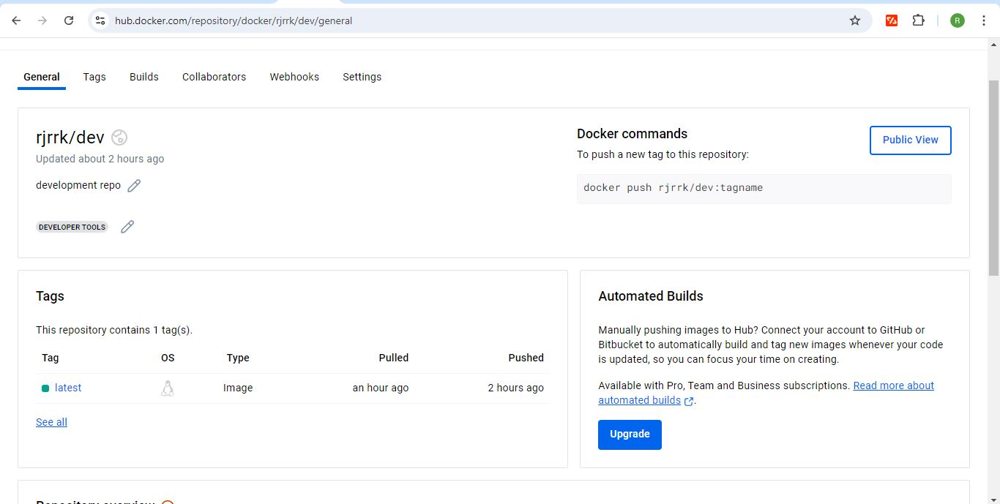 hub.docker.com/repository/docker/rjrrk/dev/general
R
General Tags Builds Collaborators Webhooks Settings
rjrrk/dev
Updated about 2 hours ago
development repo
DEVELOPER TOOLS
Docker commands
To push a new tag to this repository:
Public View
docker push rjrrk/dev:tagname
Tags
This repository contains 1 tag(s).
Tag OS Type Pulled Pushed
latest Image an hour ago 2 hours ago
See all
Automated Builds
Manually pushing images to Hub? Connect your account to GitHub or
Bitbucket to automatically build and tag new images whenever your code
is updated, so you can focus your time on creating.
Available with Pro, Team and Business subscriptions. Read more about
automated builds .
Upgrade
Repository overview